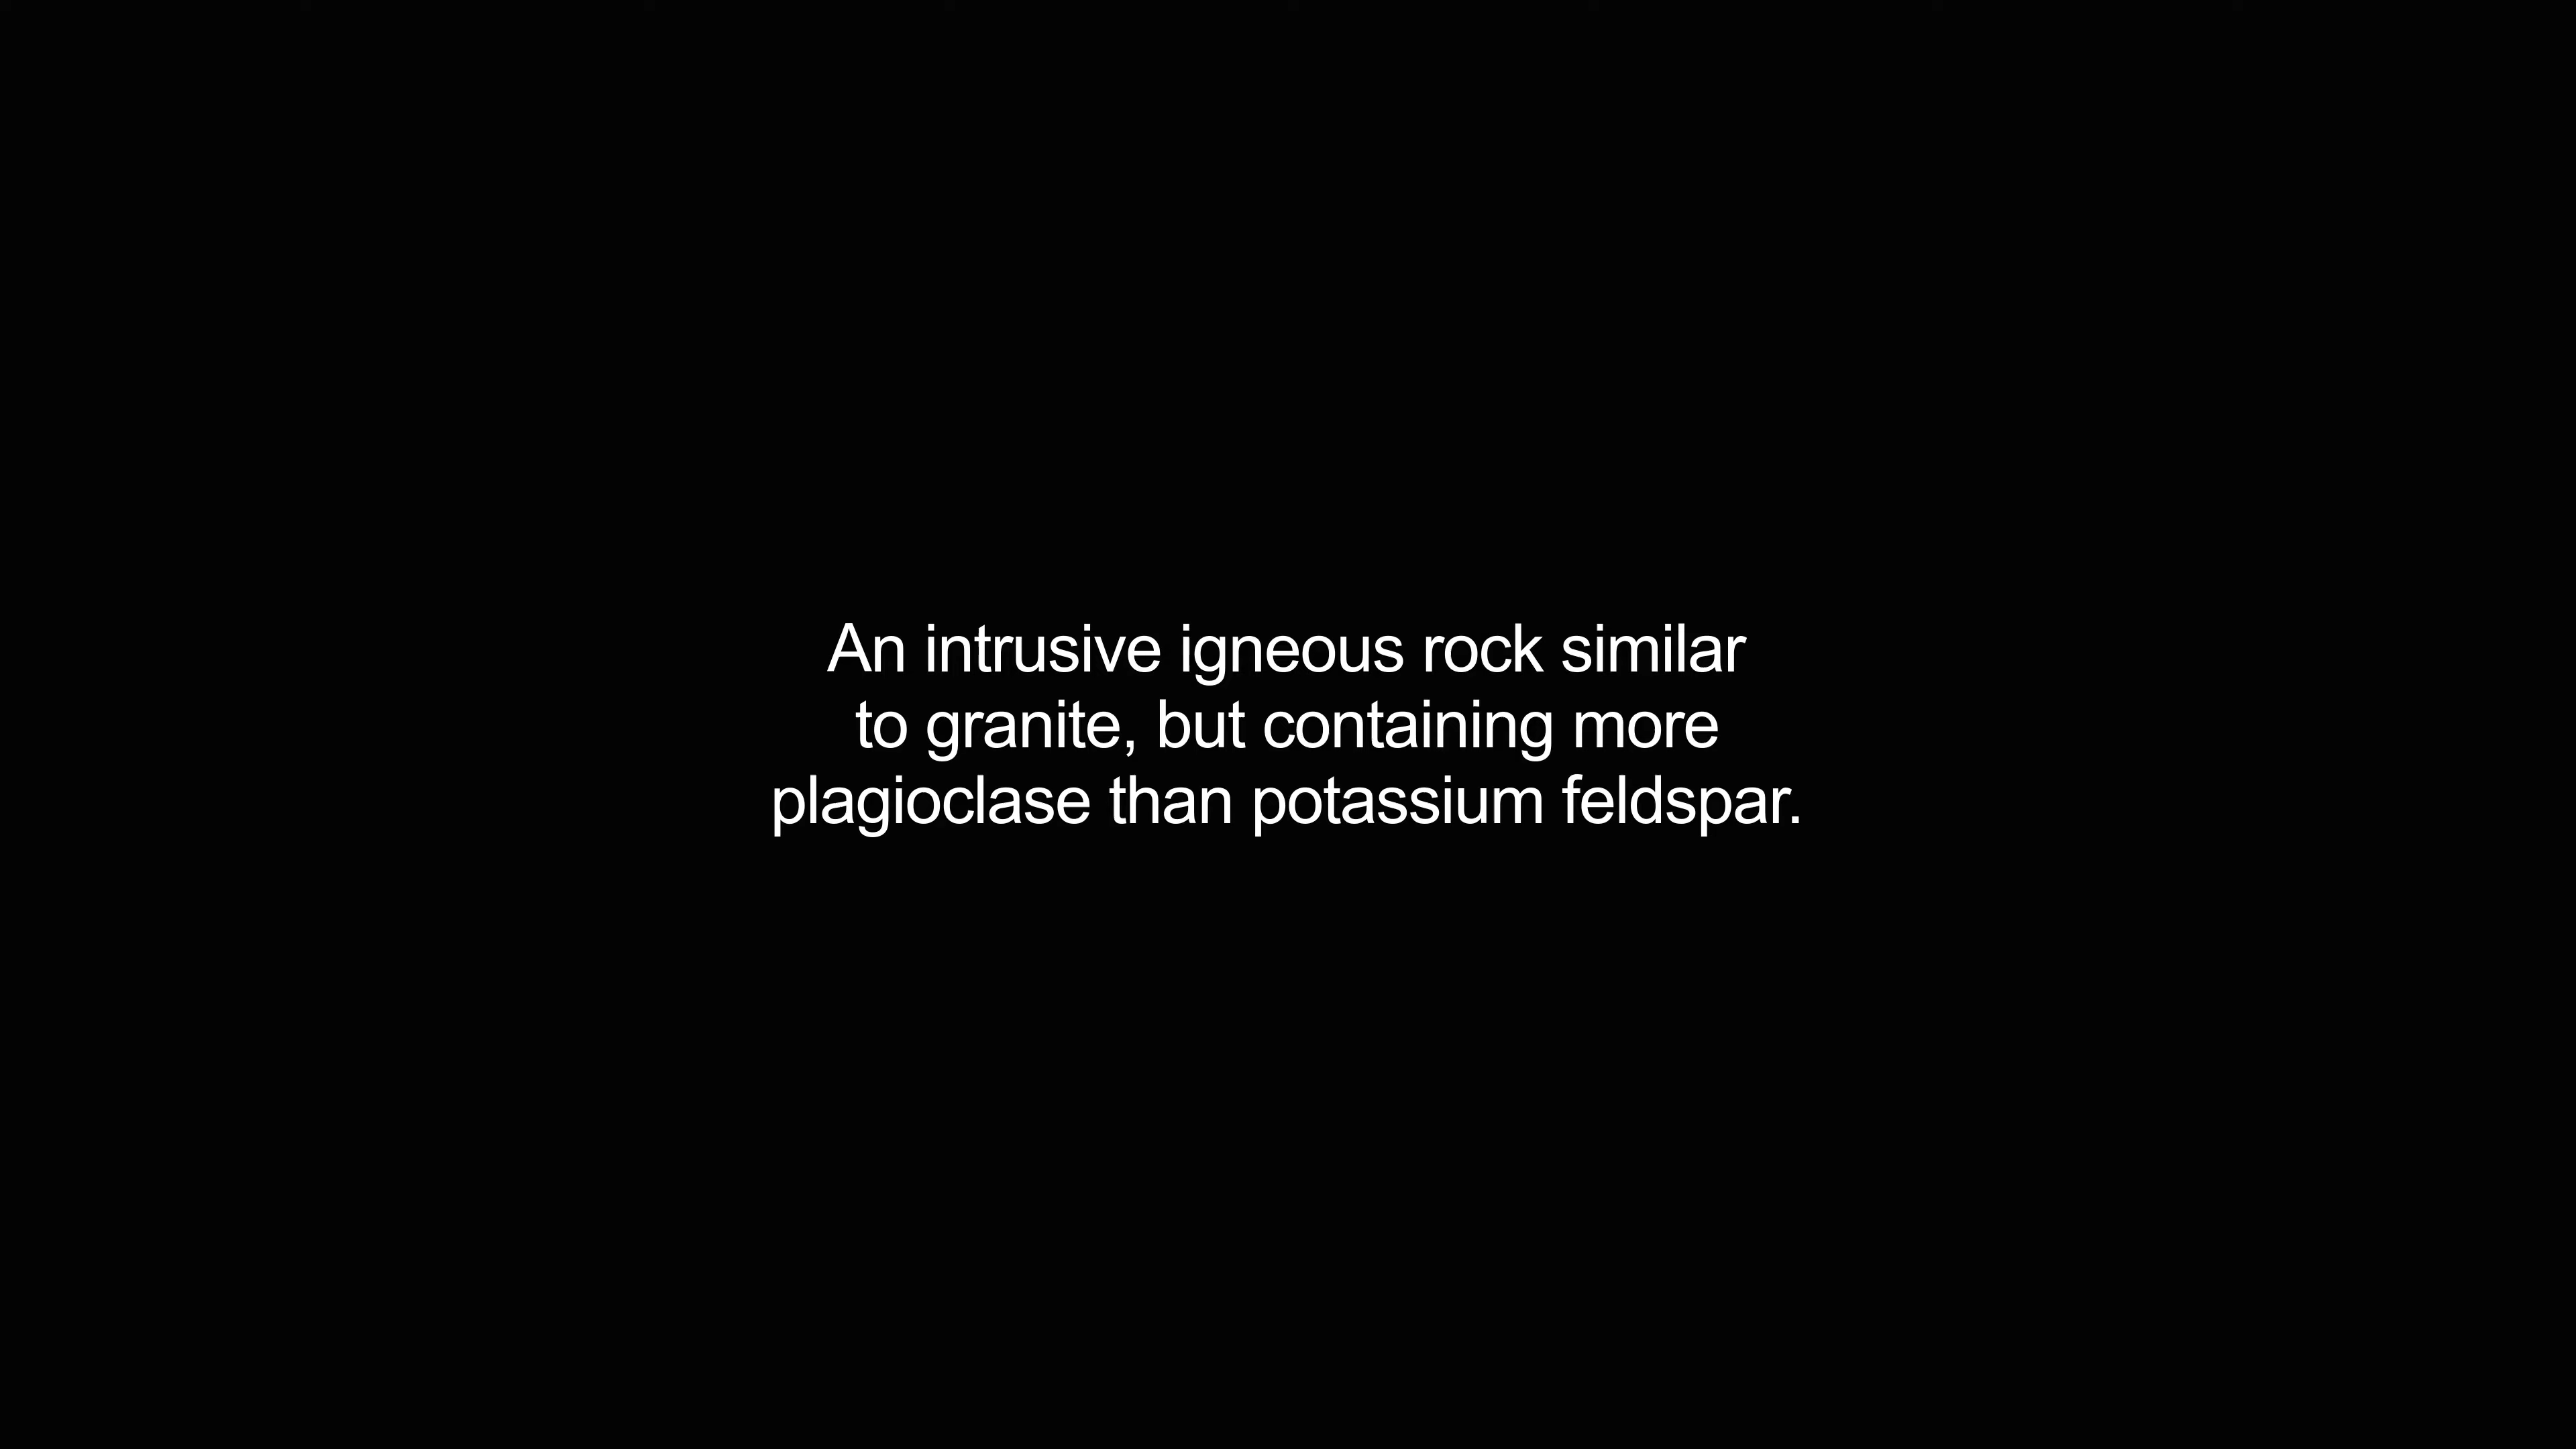 An intrusive igneous rock similar
to granite, but containing more
plagioclase than potassium feldspar.